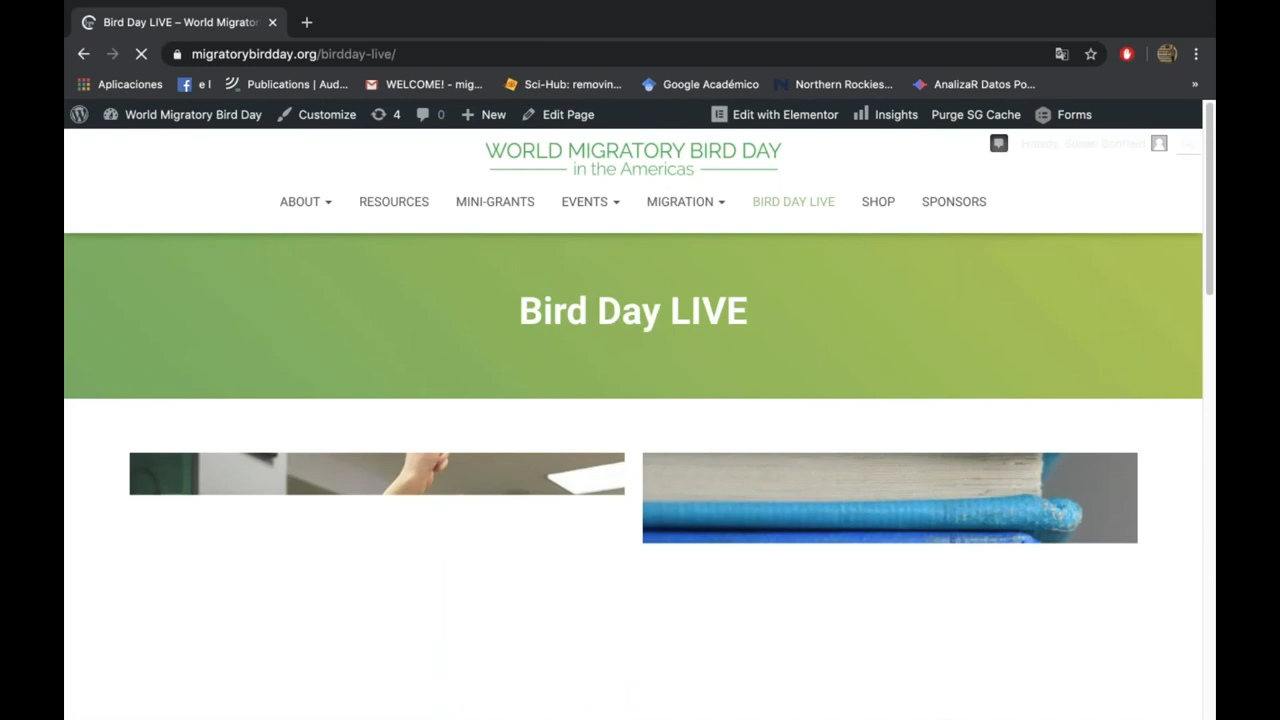 Bird Day LIVE – World Migrator
migratorybirdday.org/birdday-live/
Aplicaciones e l Publications | Aud... WELCOME! - mig... Sci-Hub: removin... Google Académico Northern Rockies... AnalizaR Datos Po... »
World Migratory Bird Day Customize 4 0 New Edit Page Edit with Elementor Insights Purge SG Cache Forms
WORLD MIGRATORY BIRD DAY
in the Americas
ABOUT RESOURCES MINI-GRANTS EVENTS MIGRATION BIRD DAY LIVE SHOP SPONSORS
Bird Day LIVE